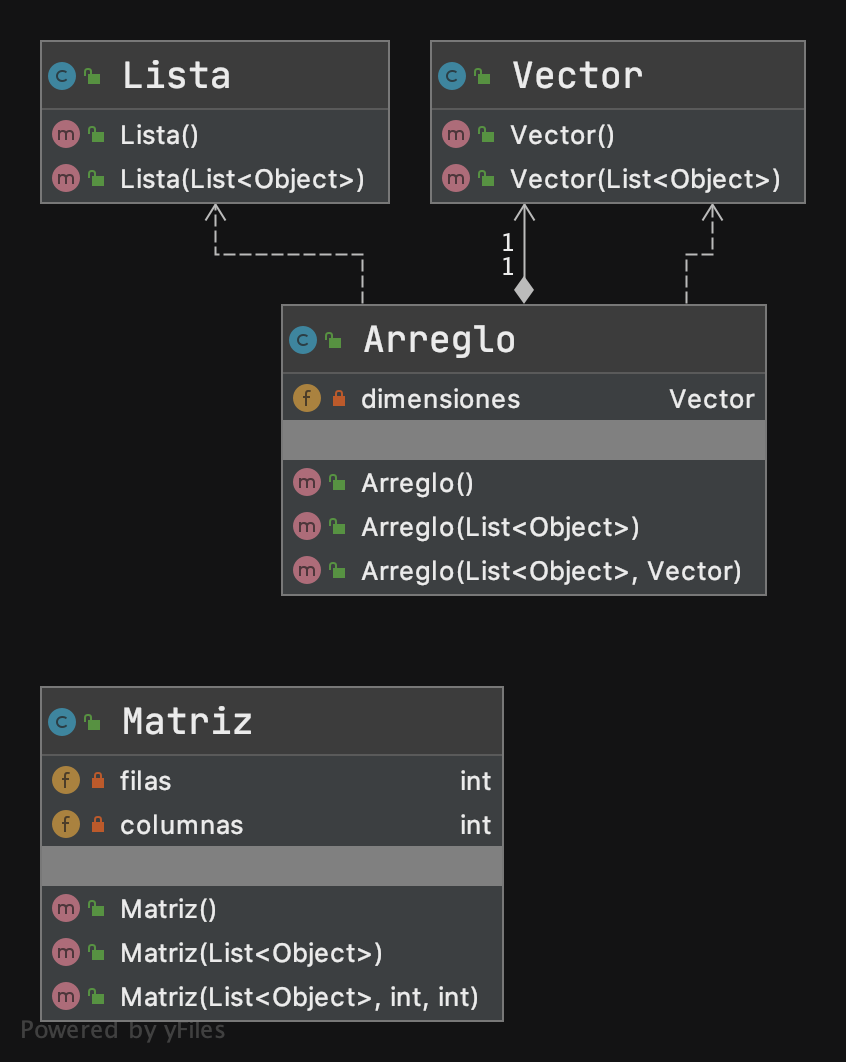 Lista
Lista()
Lista(List<Object>)
Vector
Vector()
Vector(List<Object>)
1
1
Arreglo
dimensiones Vector
Arreglo()
Arreglo(List<Object>)
Arreglo(List<Object>, Vector)
Matriz
filas int
columnas int
Matriz()
Matriz(List<Object>)
Matriz(List<Object>, int, int)
Powered by yFiles